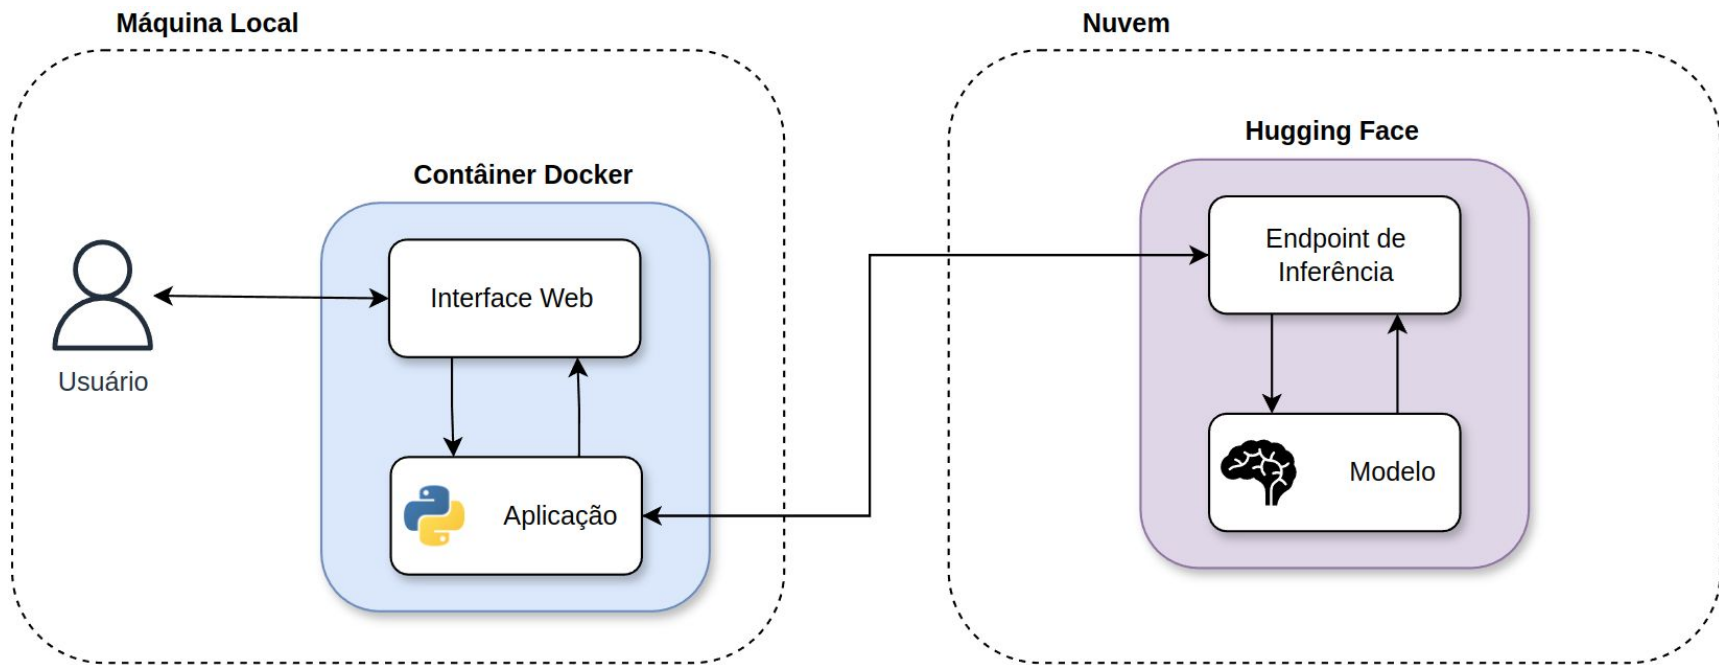 Máquina Local
Nuvem
Hugging Face
Contâiner Docker
Endpoint de
Inferência
Interface Web
Usuário
Modelo
Aplicação